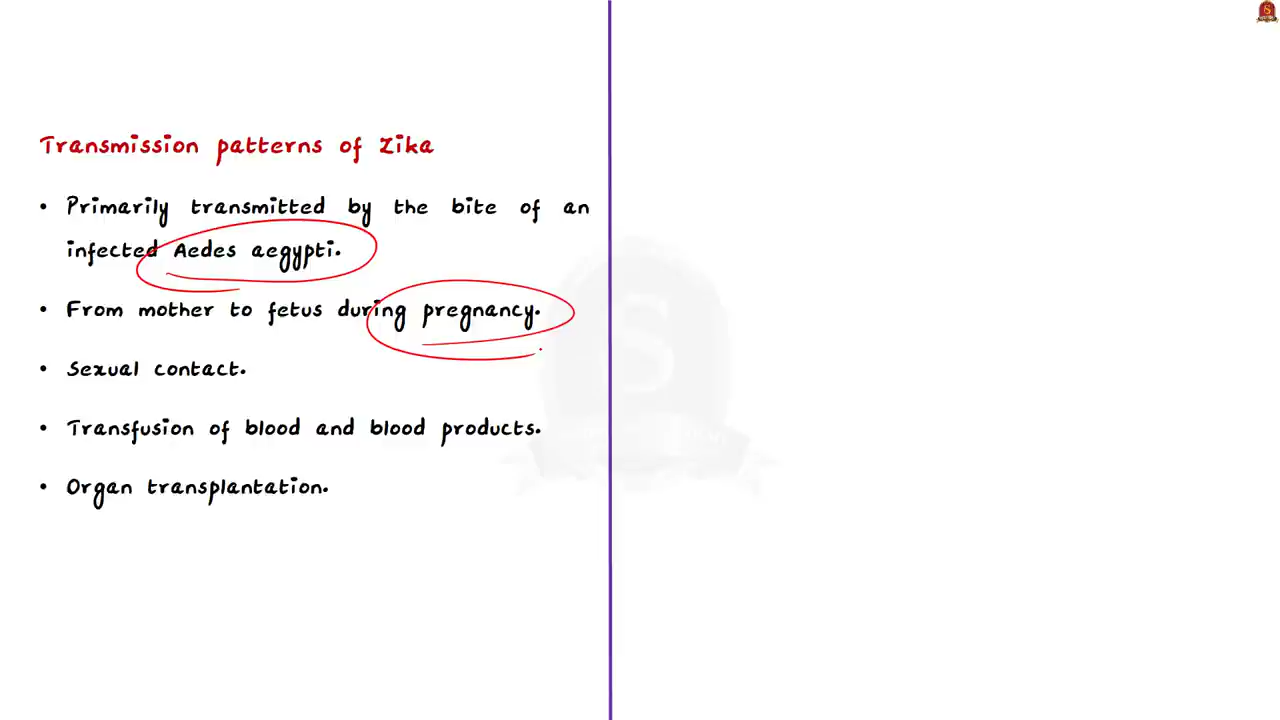 Transmission patterns of Zika
• Primarily transmitted by the bite of an
infected Aedes aegypti.
• From mother to fetus during pregnancy.
• Sexual contact.
• Transfusion of blood and blood products.
• Organ transplantation.